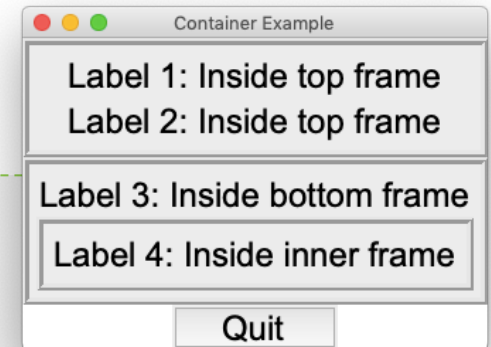 Container Example
Label 1: Inside top frame
Label 2: Inside top frame
Label 3: Inside bottom frame
Label 4: Inside inner frame
Quit